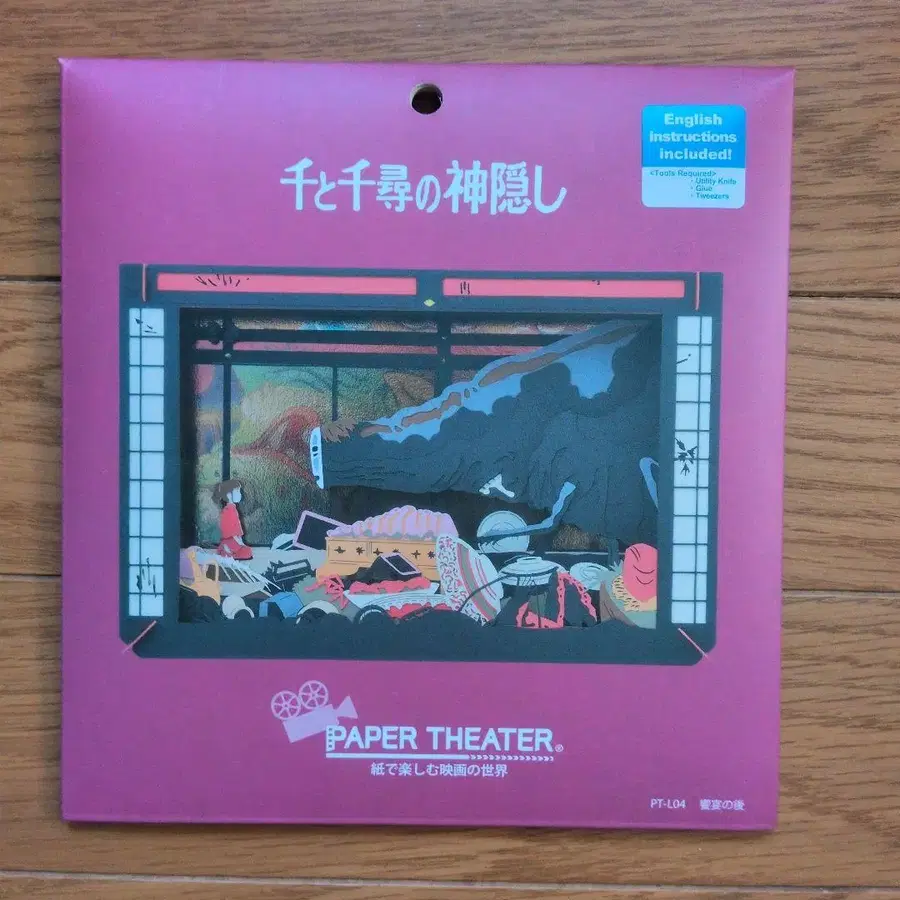 English
instructions
included!
<Tools Required>
・Utility Knife
・Glue
・Tweezers
千と千尋の神隠し
PAPER THEATER®
紙で楽しむ映画の世界
PT-L04 饗宴の後